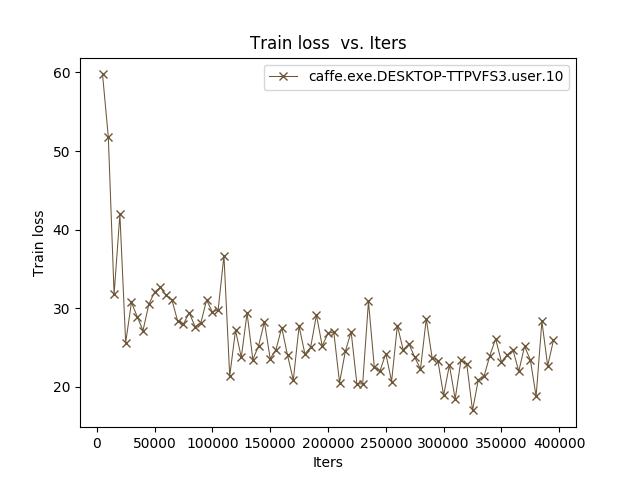 Train loss  vs. Iters
caffe.exe.DESKTOP-TTPVFS3.user.10
60
50
40
30
20
Train loss
0 50000 100000 150000 200000 250000 300000 350000 400000
Iters